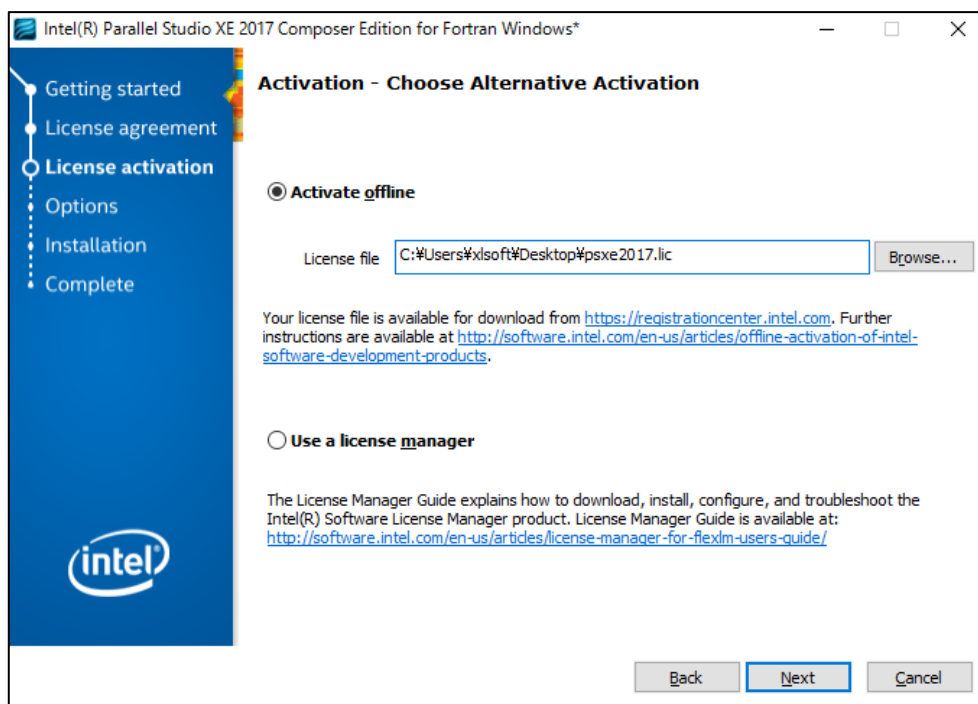 Intel(R) Parallel Studio XE 2017 Composer Edition for Fortran Windows*
Getting started
License agreement
License activation
Options
Installation
Complete
Activation - Choose Alternative Activation
Activate offline
License file
C:¥Users¥xlsoft¥Desktop¥psxe2017.lic
Browse...
Your license file is available for download from https://registrationcenter.intel.com. Further
instructions are available at http://software.intel.com/en-us/articles/offline-activation-of-intel-
software-development-products.
Use a license manager
The License Manager Guide explains how to download, install, configure, and troubleshoot the
Intel(R) Software License Manager product. License Manager Guide is available at:
http://software.intel.com/en-us/articles/license-manager-for-flexlm-users-guide/
intel
Back
Next
Cancel